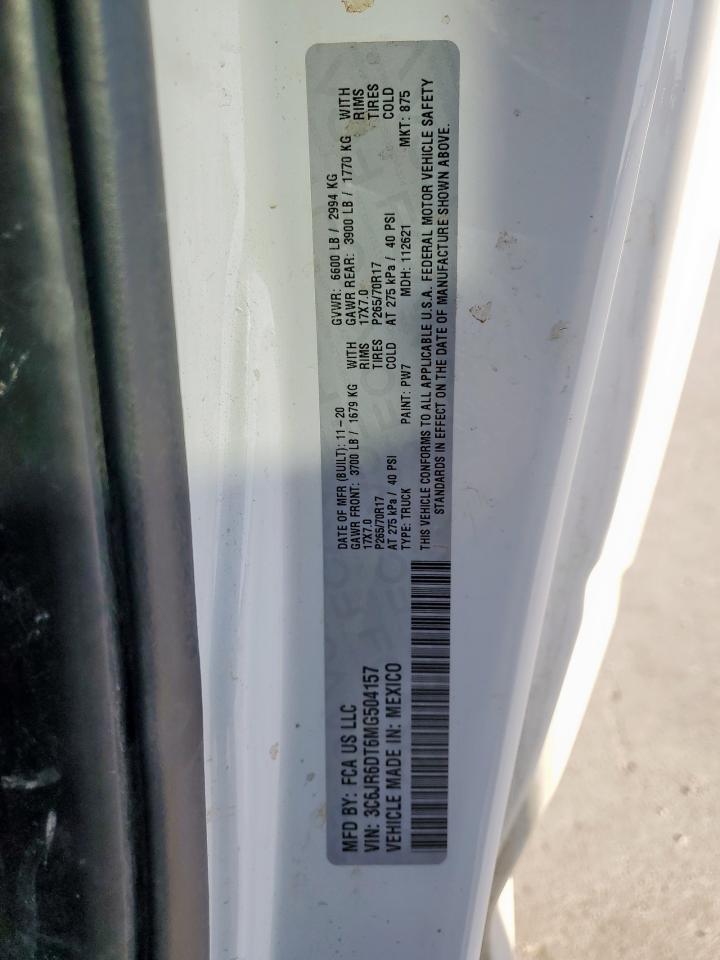 MFD BY: FCA US LLC
VIN: 3C6JR6DT6MG504157
VEHICLE MADE IN: MEXICO
DATE OF MFR (BUILT): 11-20 GVWR: 6600 LB / 2994 KG
GAWR FRONT: 3700 LB / 1679 KG WITH GAWR REAR: 3900 LB / 1770 KG WITH
17X7.0 RIMS 17X7.0 RIMS
P265/70R17 TIRES P265/70R17 TIRES
AT 275 kPa / 40 PSI COLD AT 275 kPa / 40 PSI COLD
TYPE: TRUCK PAINT: PW7 MDH: 112621 MKT: 875
THIS VEHICLE CONFORMS TO ALL APPLICABLE U.S.A. FEDERAL MOTOR VEHICLE SAFETY
STANDARDS IN EFFECT ON THE DATE OF MANUFACTURE SHOWN ABOVE.